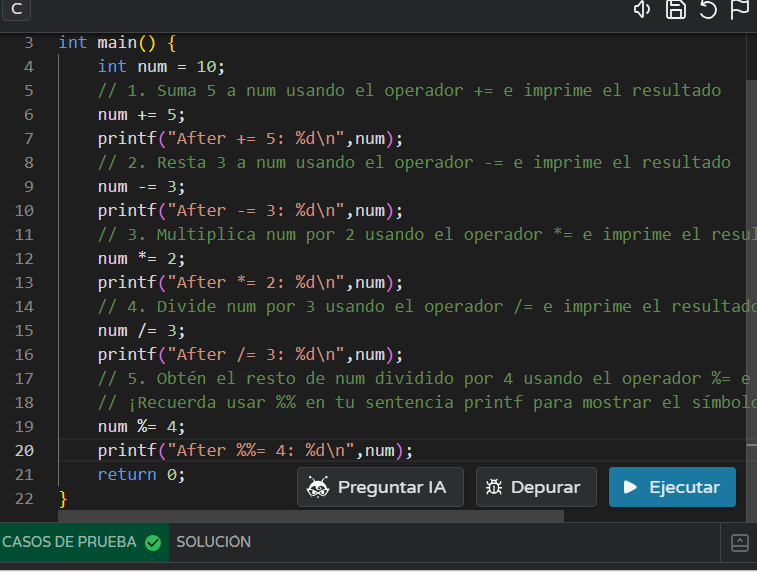 C
3 int main() {
4 int num = 10;
5 // 1. Suma 5 a num usando el operador += e imprime el resultado
6 num += 5;
7 printf("After += 5: %d\n",num);
8 // 2. Resta 3 a num usando el operador -= e imprime el resultado
9 num -= 3;
10 printf("After -= 3: %d\n",num);
11 // 3. Multiplica num por 2 usando el operador *= e imprime el resul
12 num *= 2;
13 printf("After *= 2: %d\n",num);
14 // 4. Divide num por 3 usando el operador /= e imprime el resultado
15 num /= 3;
16 printf("After /= 3: %d\n",num);
17 // 5. Obtén el resto de num dividido por 4 usando el operador %= e
18 // ¡Recuerda usar %% en tu sentencia printf para mostrar el símbolo
19 num %= 4;
20 printf("After %%= 4: %d\n",num);
21 return 0;
22 }
Preguntar IA Depurar Ejecutar
CASOS DE PRUEBA SOLUCIÓN